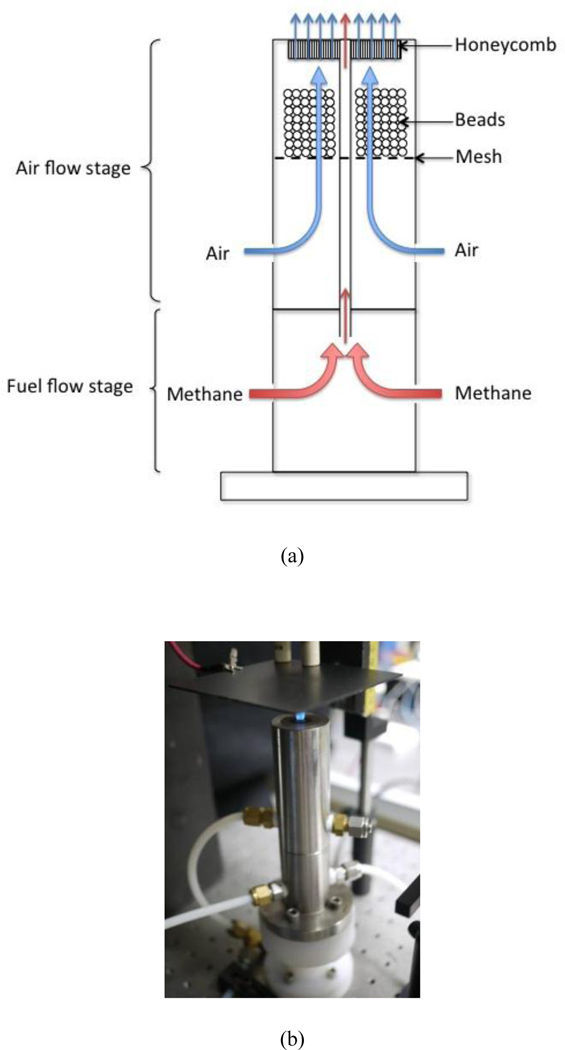 Honeycomb
Beads
Mesh
Air flow stage
Air
Air
Fuel flow stage
Methane
Methane
(a)
(b)